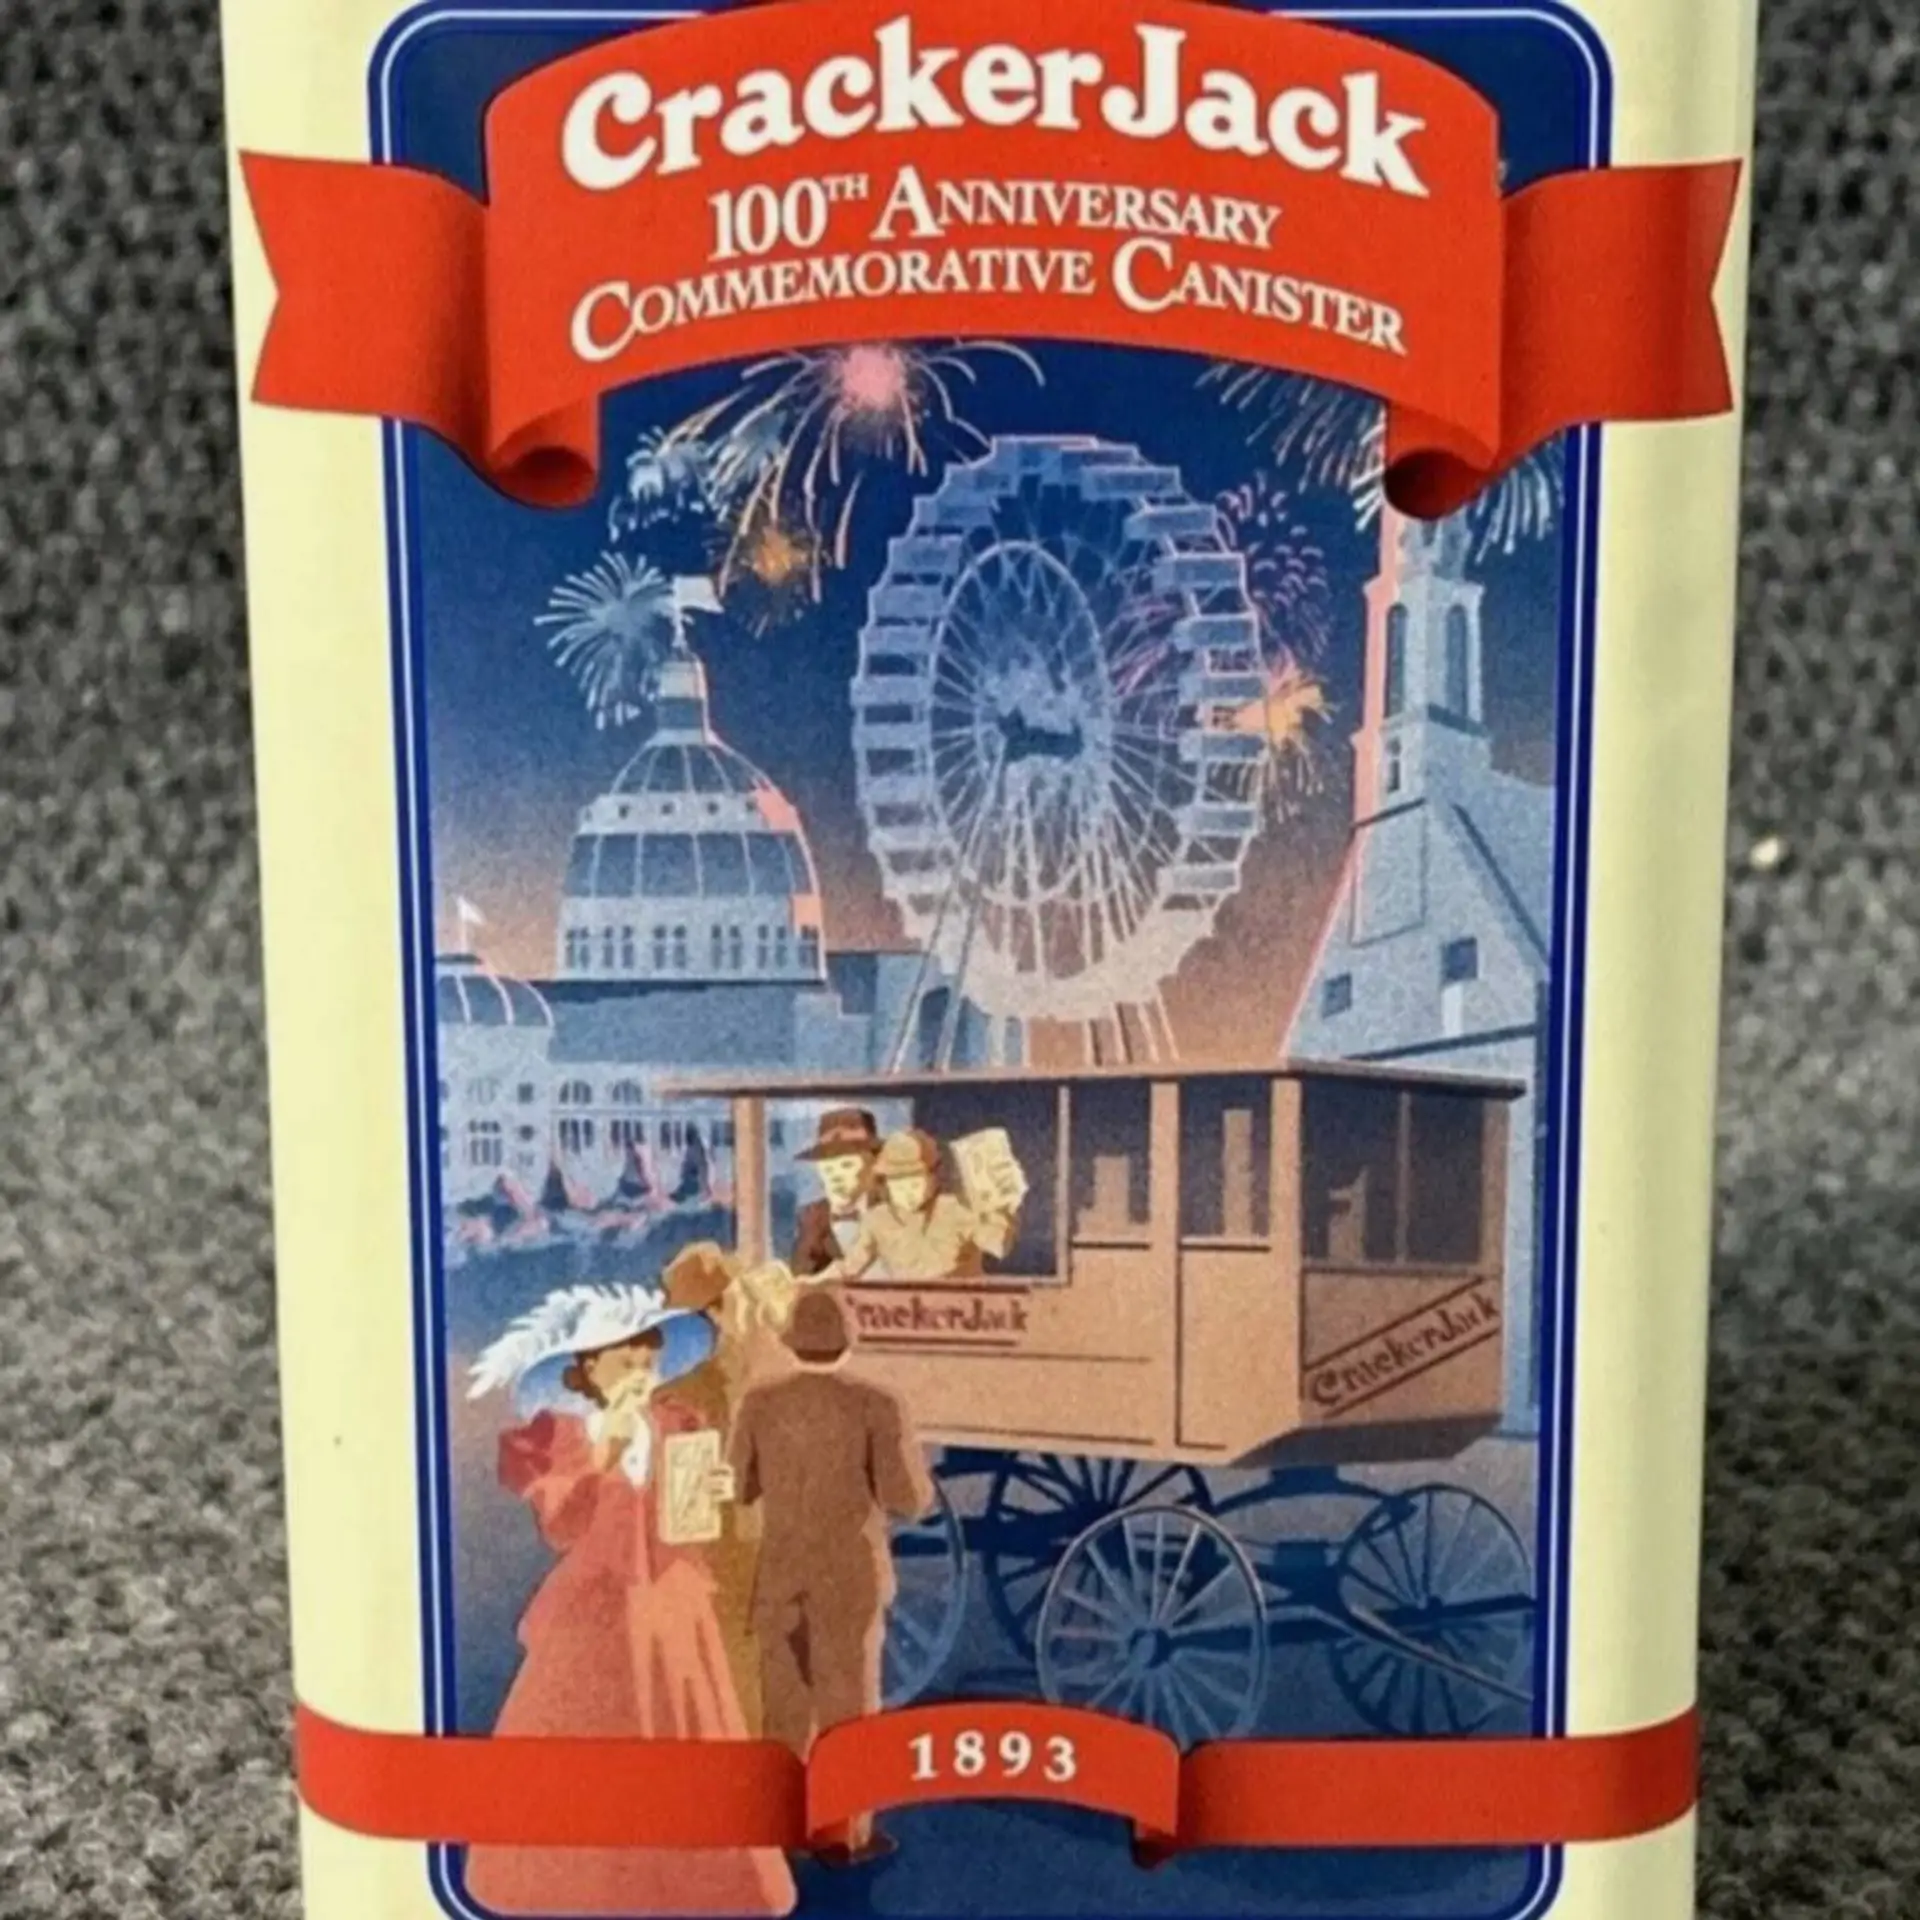 CrackerJack
100TH ANNIVERSARY
COMMEMORATIVE CANISTER
CrackerJack
CrackerJack
1893